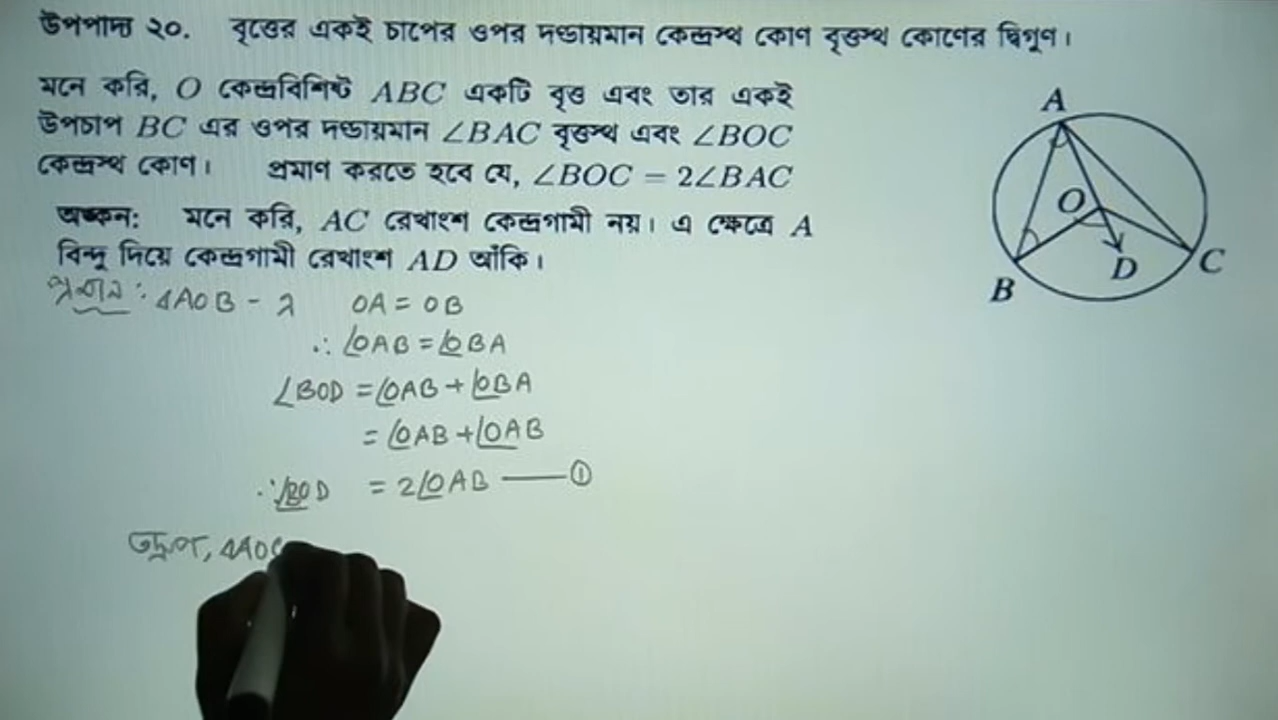 উপপাদ্য ২০. বৃত্তের একই চাপের ওপর দণ্ডায়মান কেন্দ্রস্থ কোণ বৃত্তস্থ কোণের দ্বিগুণ।
মনে করি, O কেন্দ্রবিশিষ্ট ABC একটি বৃত্ত এবং তার একই
উপচাপ BC এর ওপর দণ্ডায়মান ∠BAC বৃত্তস্থ এবং ∠BOC
কেন্দ্রস্থ কোণ। প্রমাণ করতে হবে যে, ∠BOC = 2∠BAC
অঙ্কন: মনে করি, AC রেখাংশ কেন্দ্রগামী নয়। এ ক্ষেত্রে A
বিন্দু দিয়ে কেন্দ্রগামী রেখাংশ AD আঁকি।
প্রমাণ: ΔAOB - এ OA = OB
∴ ∠OAB = ∠OBA
∠BOD = ∠OAB + ∠OBA
= ∠OAB + ∠OAB
∴ ∠BOD = 2∠OAB —— ①
তদ্রূপ, ΔAOC
A
O
B
D
C